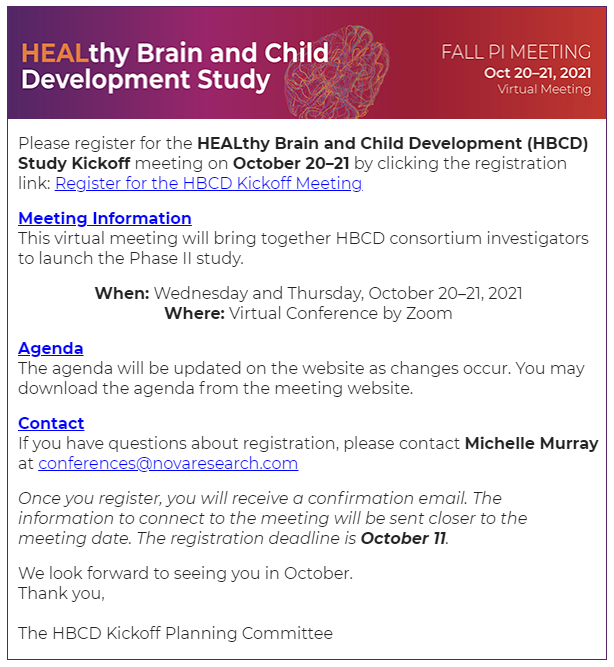 HEALthy Brain and Child
Development Study
FALL PI MEETING
Oct 20–21, 2021
Virtual Meeting
Please register for the HEALthy Brain and Child Development (HBCD)
Study Kickoff meeting on October 20–21 by clicking the registration
link: Register for the HBCD Kickoff Meeting
Meeting Information
This virtual meeting will bring together HBCD consortium investigators
to launch the Phase II study.
When: Wednesday and Thursday, October 20–21, 2021
Where: Virtual Conference by Zoom
Agenda
The agenda will be updated on the website as changes occur. You may
download the agenda from the meeting website.
Contact
If you have questions about registration, please contact Michelle Murray
at conferences@novaresearch.com
Once you register, you will receive a confirmation email. The
information to connect to the meeting will be sent closer to the
meeting date. The registration deadline is October 11.
We look forward to seeing you in October.
Thank you,
The HBCD Kickoff Planning Committee